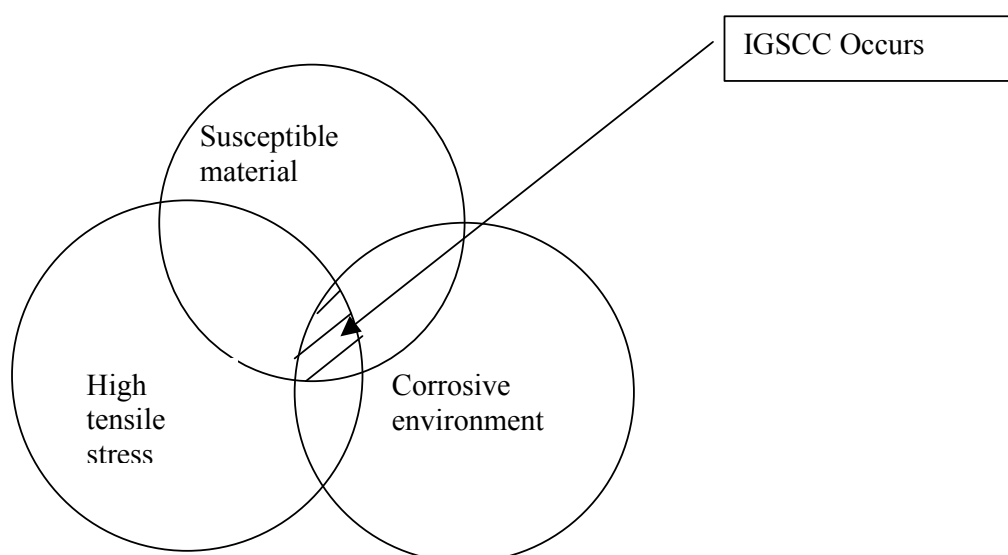 IGSCC Occurs
Susceptible
material
High
tensile
stress
Corrosive
environment